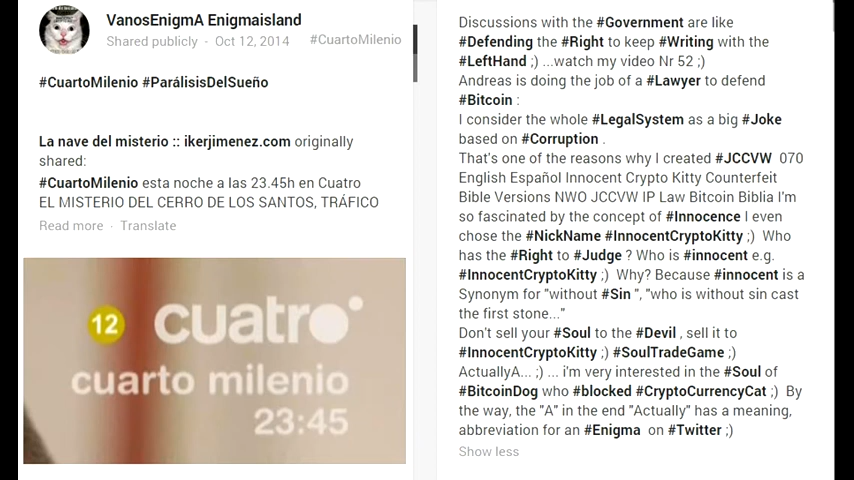 VanosEnigmA Enigmaisland
Shared publicly - Oct 12, 2014 #CuartoMilenio
#CuartoMilenio #ParálisisDelSueño
La nave del misterio :: ikerjimenez.com originally
shared:
#CuartoMilenio esta noche a las 23.45h en Cuatro
EL MISTERIO DEL CERRO DE LOS SANTOS, TRÁFICO
Read more · Translate
12 cuatro
cuarto milenio
23:45
Discussions with the #Government are like
#Defending the #Right to keep #Writing with the
#LeftHand ;) ...watch my video Nr 52 ;)
Andreas is doing the job of a #Lawyer to defend
#Bitcoin :
I consider the whole #LegalSystem as a big #Joke
based on #Corruption .
That's one of the reasons why I created #JCCVW 070
English Español Innocent Crypto Kitty Counterfeit
Bible Versions NWO JCCVW IP Law Bitcoin Biblia I'm
so fascinated by the concept of #Innocence I even
chose the #NickName #InnocentCryptoKitty ;) Who
has the #Right to #Judge ? Who is #innocent e.g.
#InnocentCryptoKitty ;) Why? Because #innocent is a
Synonym for "without #Sin ", "who is without sin cast
the first stone..."
Don't sell your #Soul to the #Devil , sell it to
#InnocentCryptoKitty ;) #SoulTradeGame ;)
ActuallyA... ;) ... i'm very interested in the #Soul of
#BitcoinDog who #blocked #CryptoCurrencyCat ;) By
the way, the "A" in the end "Actually" has a meaning,
abbreviation for an #Enigma on #Twitter ;)
Show less